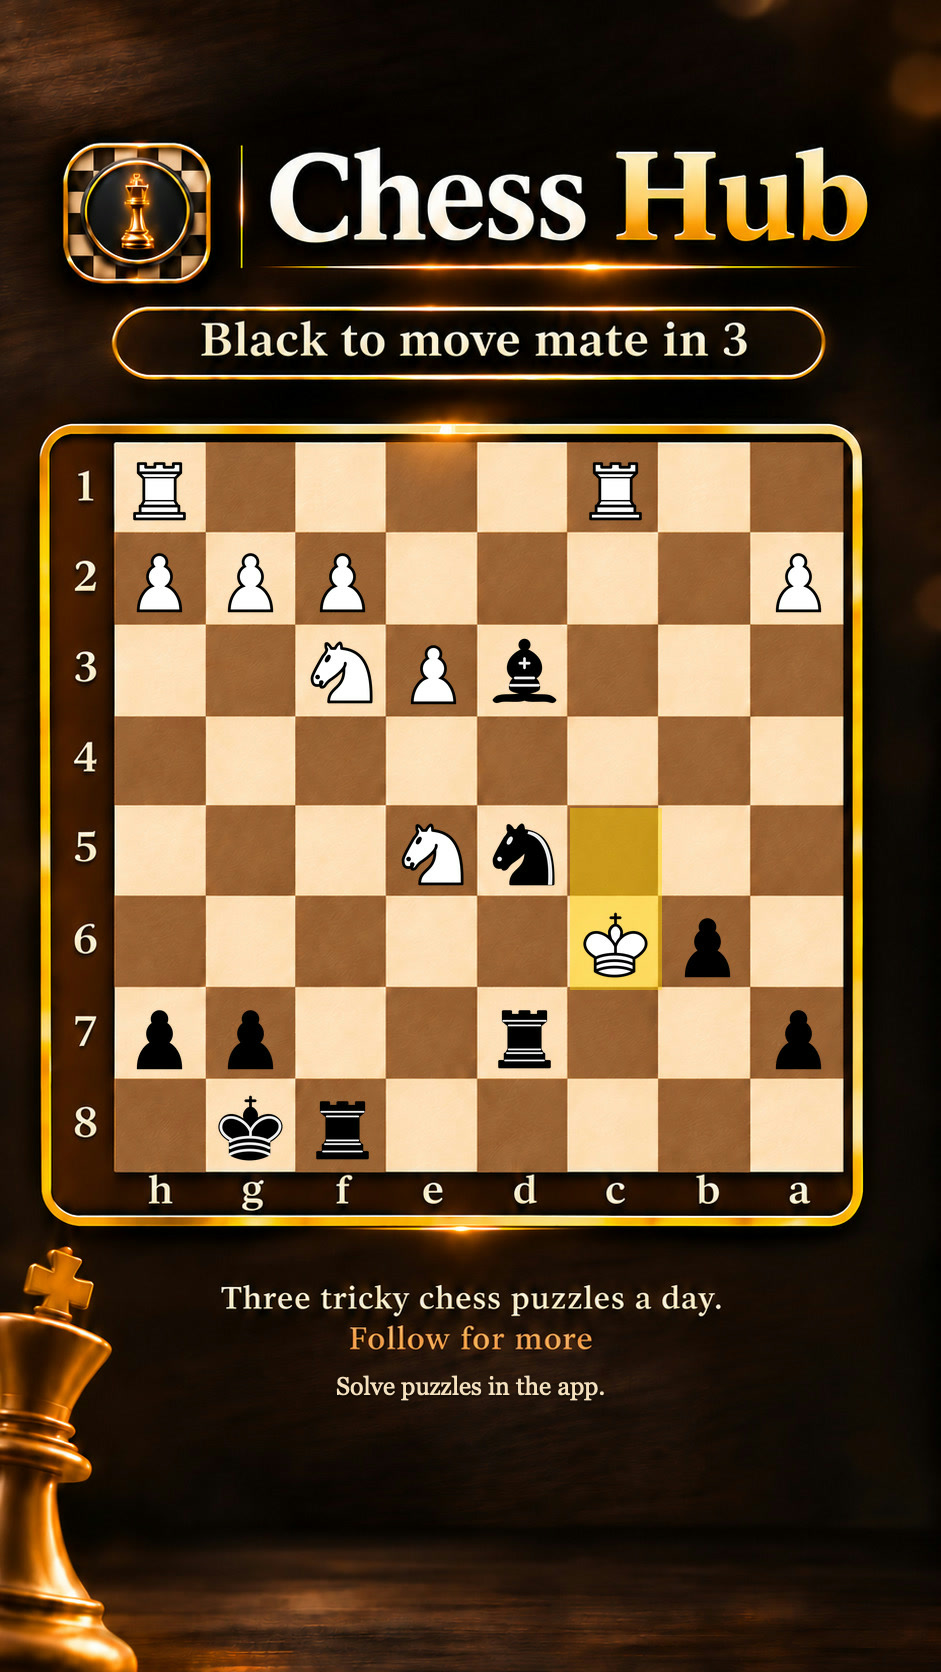 Chess Hub
Black to move mate in 3
1
2
3
4
5
6
7
8
h g f e d c b a
Three tricky chess puzzles a day.
Follow for more
Solve puzzles in the app.